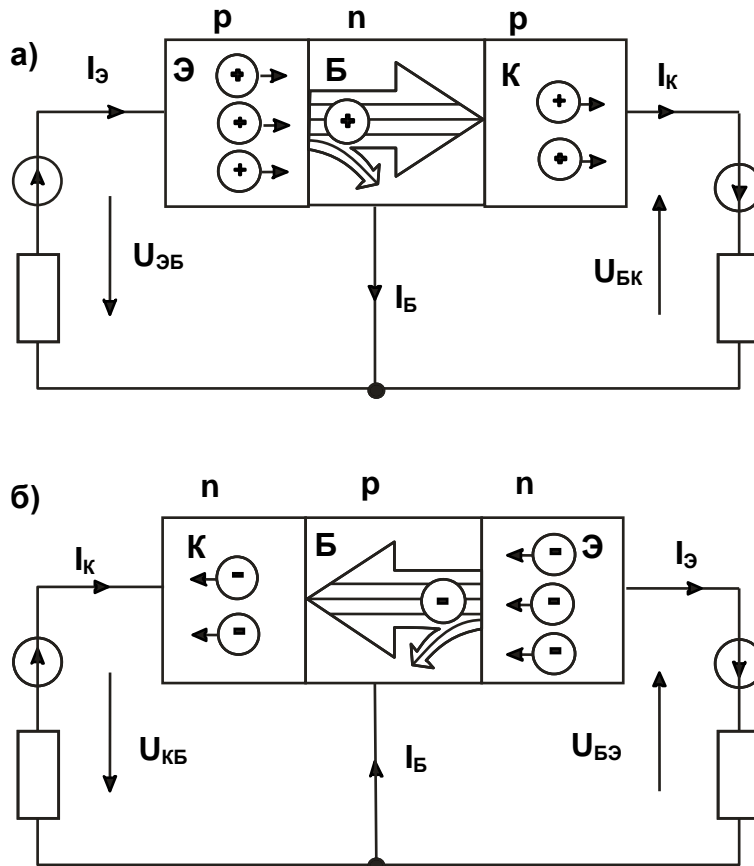 p n p
а)
Э Б К
IЭ IК
+ + + + + +
UЭБ UБК
IБ
n p n
б)
К Б Э
IК IЭ
- - - - - -
UКБ UБЭ
IБ